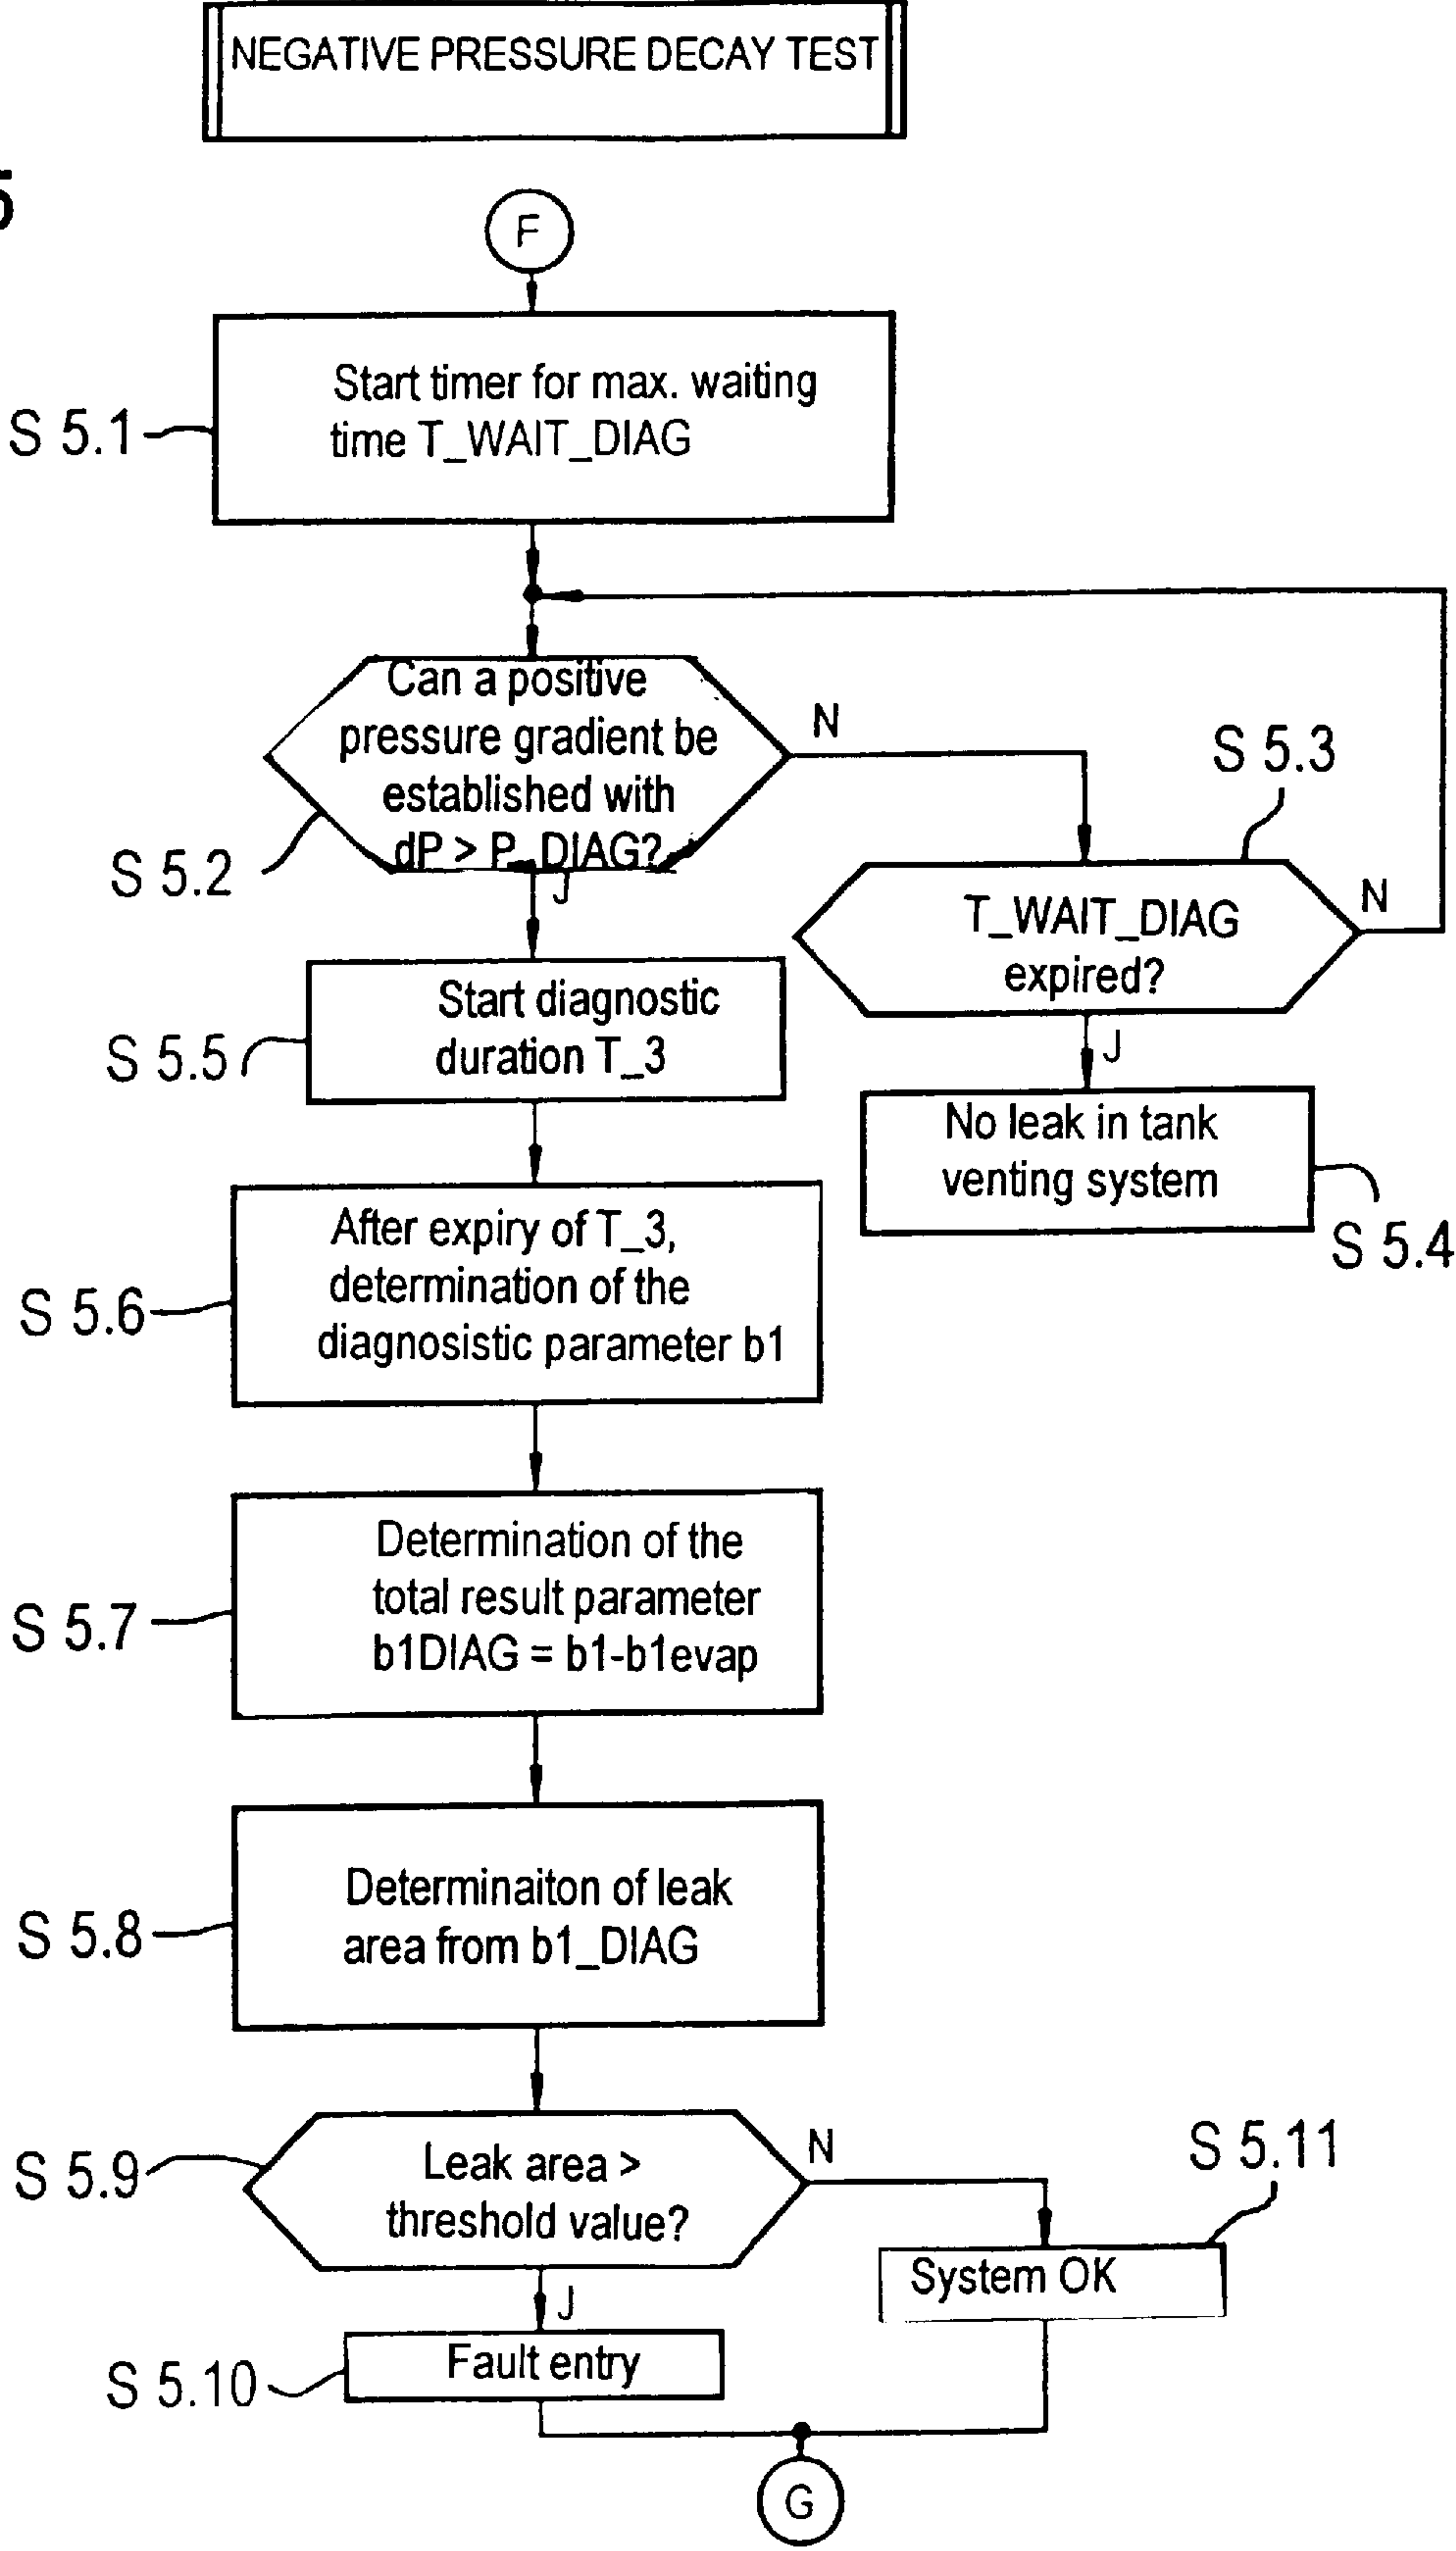 NEGATIVE PRESSURE DECAY TEST
5
F
Start timer for max. waiting
time T_WAIT_DIAG
S 5.1
Can a positive
pressure gradient be
established with
dP > P_DIAG?
S 5.2
N
J
S 5.3
T_WAIT_DIAG
expired?
N
J
Start diagnostic
duration T_3
S 5.5
No leak in tank
venting system
S 5.4
After expiry of T_3,
determination of the
diagnosistic parameter b1
S 5.6
Determination of the
total result parameter
b1DIAG = b1-b1evap
S 5.7
Determinaiton of leak
area from b1_DIAG
S 5.8
Leak area >
threshold value?
S 5.9
N
J
S 5.11
System OK
Fault entry
S 5.10
G